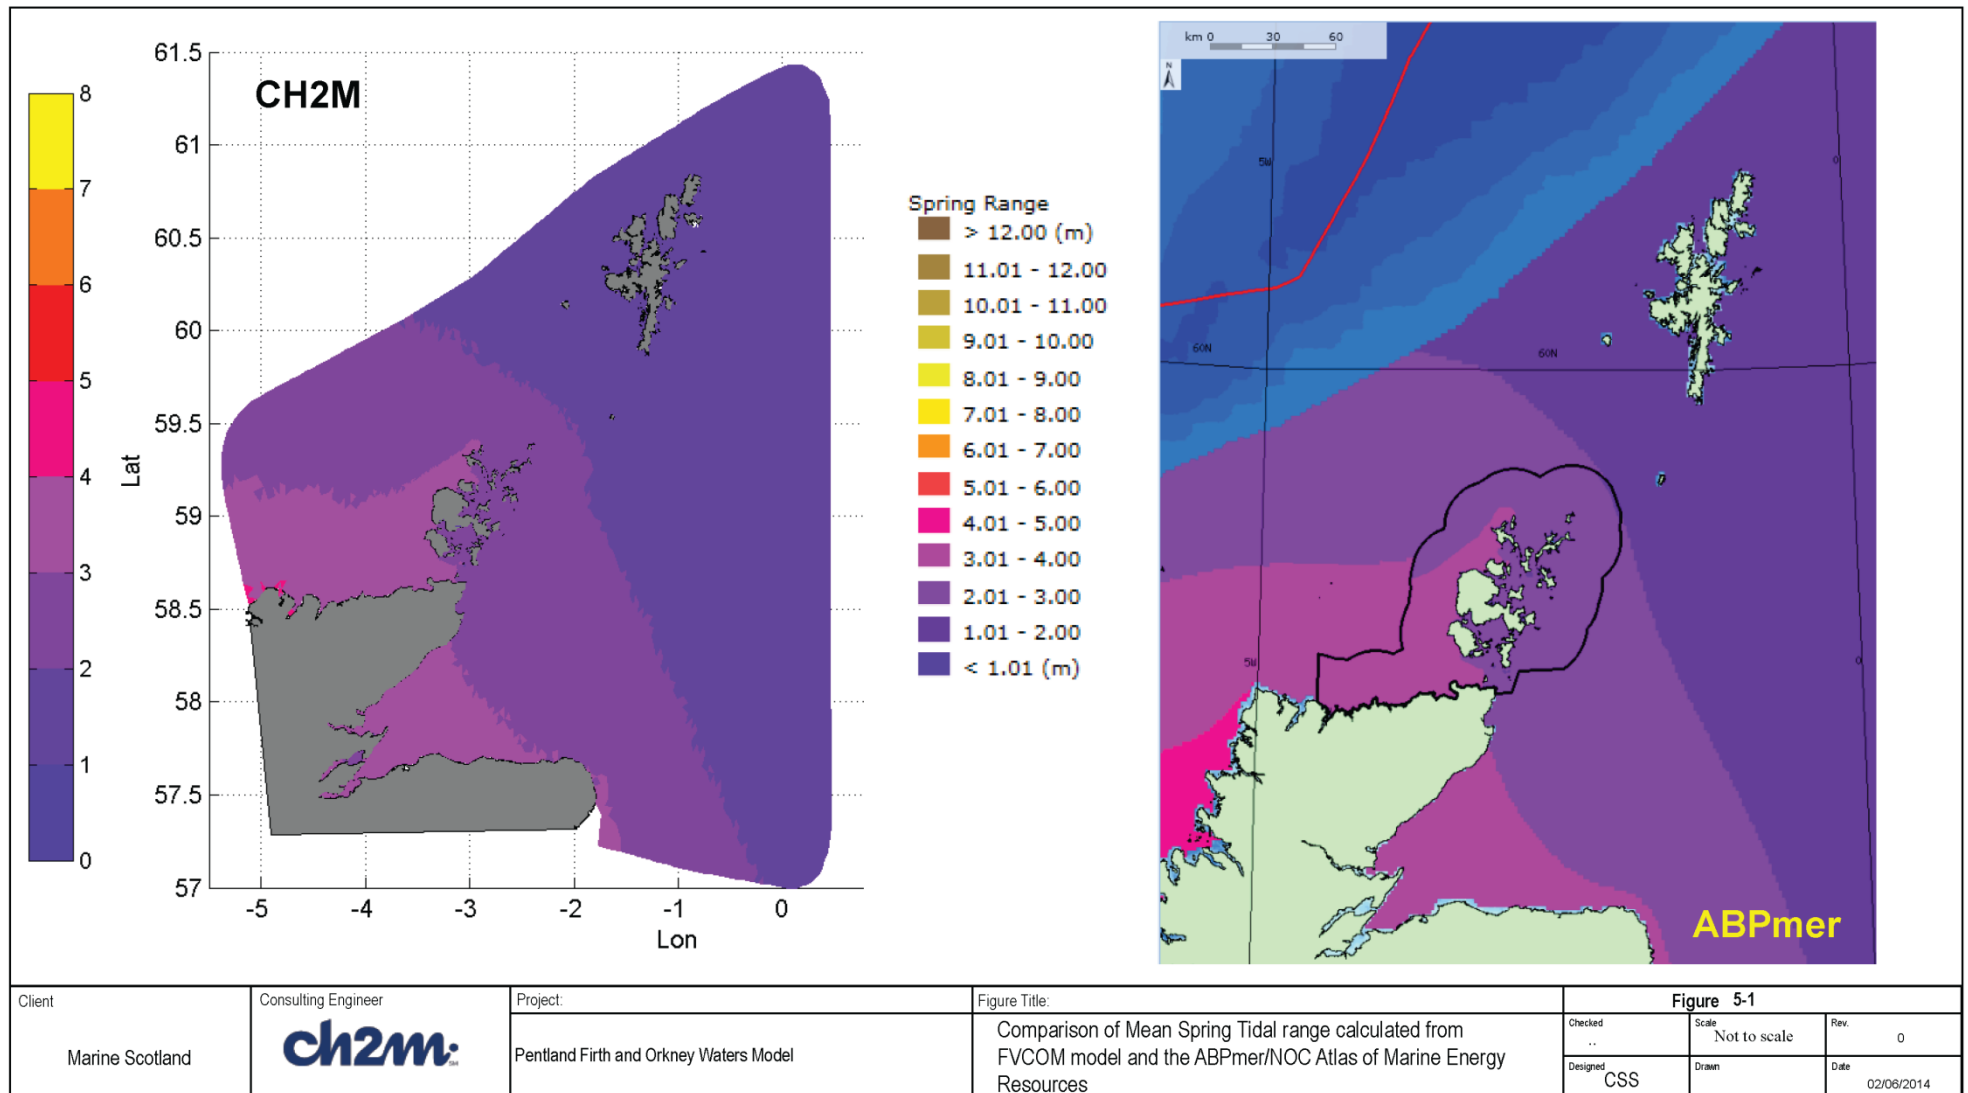 CH2M
8
7
6
5
4
3
2
1
0
61.5
61
60.5
60
59.5
59
58.5
58
57.5
57
Lat
-5
-4
-3
-2
-1
0
Lon
Spring Range
> 12.00 (m)
11.01 - 12.00
10.01 - 11.00
9.01 - 10.00
8.01 - 9.00
7.01 - 8.00
6.01 - 7.00
5.01 - 6.00
4.01 - 5.00
3.01 - 4.00
2.01 - 3.00
1.01 - 2.00
< 1.01 (m)
km 0 30 60
N
5W
0
60N
60N
5W
0
ABPmer
Client
Marine Scotland
Consulting Engineer
ch2m:
SM
Project:
Pentland Firth and Orkney Waters Model
Figure Title:
Comparison of Mean Spring Tidal range calculated from
FVCOM model and the ABPmer/NOC Atlas of Marine Energy
Resources
Figure 5-1
Checked
..
Scale
Not to scale
Rev.
0
Designed
CSS
Drawn
Date
02/06/2014